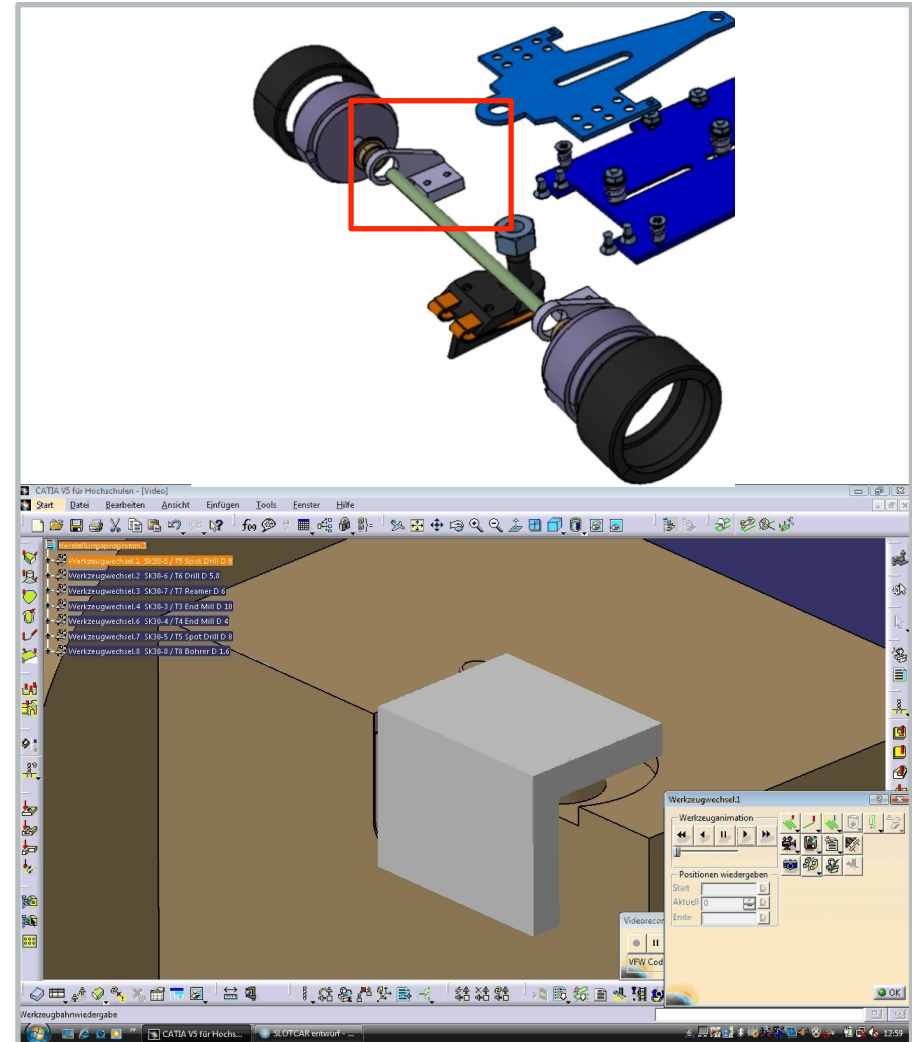 CATIA V5 für Hochschulen - [Video]
Start Datei Bearbeiten Ansicht Einfügen Tools Fenster Hilfe
Herstellungsprogramm.1
Werkzeugwechsel.1 SK30-5 / T5 Spot Drill D 8
Werkzeugwechsel.2 SK30-6 / T6 Drill D 5.8
Werkzeugwechsel.3 SK30-7 / T7 Reamer D 6
Werkzeugwechsel.4 SK30-3 / T3 End Mill D 10
Werkzeugwechsel.6 SK30-4 / T4 End Mill D 4
Werkzeugwechsel.7 SK30-5 / T5 Spot Drill D 8
Werkzeugwechsel.8 SK30-8 / T8 Bohrer D 1.6
Werkzeugwechsel.1
Werkzeuganimation
Positionen wiedergeben
Start
Aktuell 0
Ende
Videorecor
VFW Cod
OK
Werkzeugbahnwiedergabe
CATIA V5 für Hochs...
SLOTCAR entwurf - ...
12:59